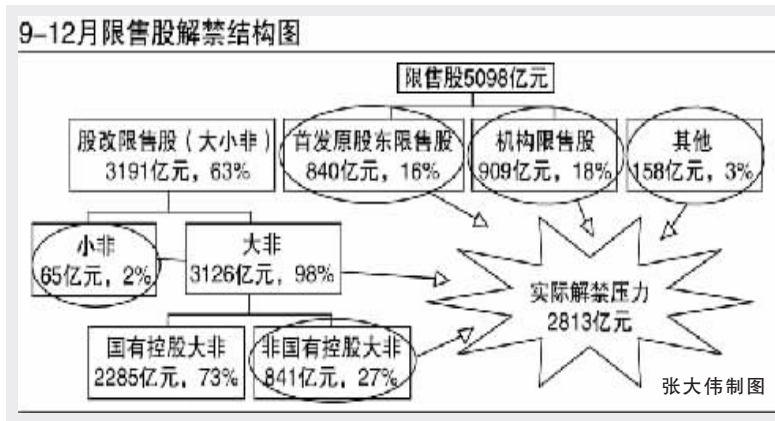 9-12月限售股解禁结构图
限售股5098亿元
股改限售股（大小非）
3191亿元，63%
首发原股东限售股
840亿元，16%
机构限售股
909亿元，18%
其他
158亿元，3%
小非
65亿元，2%
大非
3126亿元，98%
实际解禁压力
2813亿元
国有控股大非
2285亿元，73%
非国有控股大非
841亿元，27%
张大伟制图